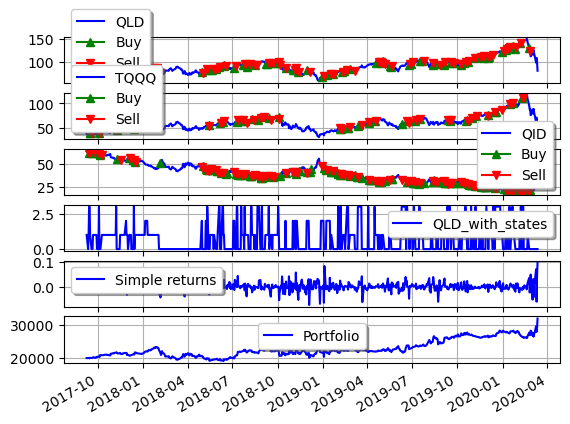 QLD
Buy
Sell
150
100
TQQQ
Buy
Sell
100
50
QID
Buy
Sell
50
25
QLD_with_states
2.5
0.0
Simple returns
0.1
0.0
Portfolio
30000
20000
2017-10 2018-01 2018-04 2018-07 2018-10 2019-01 2019-04 2019-07 2019-10 2020-01 2020-04